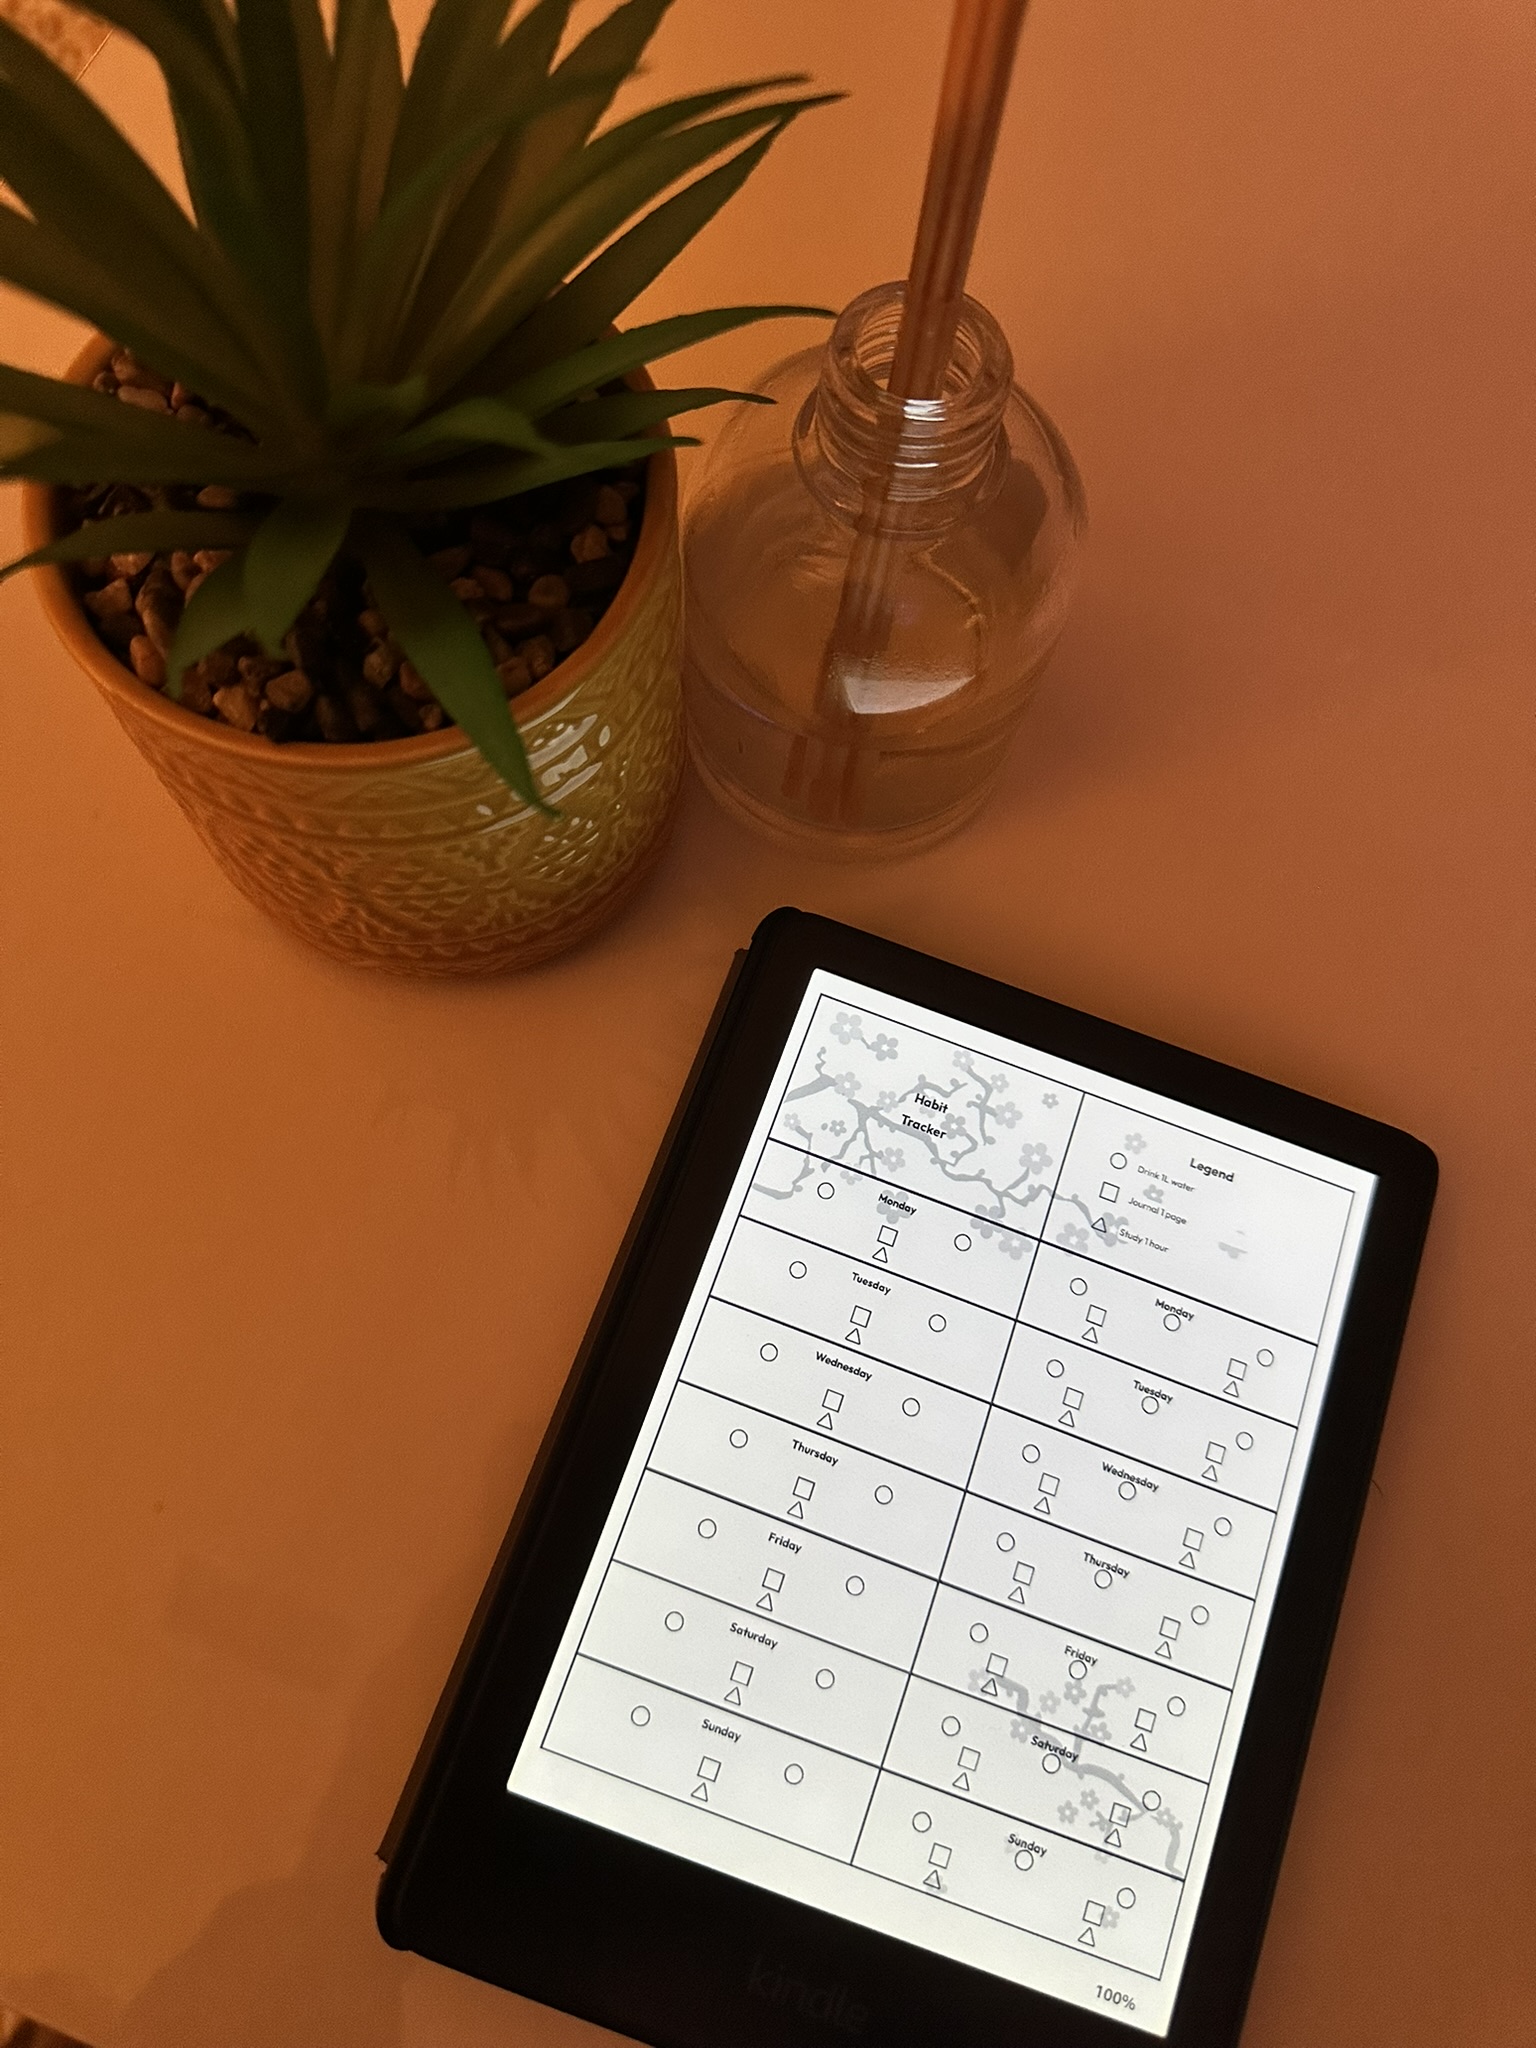 Habit
Tracker
Legend
Drink 1L water
Journal 1 page
Study 1 hour
Monday
Tuesday
Wednesday
Thursday
Friday
Saturday
Sunday
Monday
Tuesday
Wednesday
Thursday
Friday
Saturday
Sunday
100%
kindle